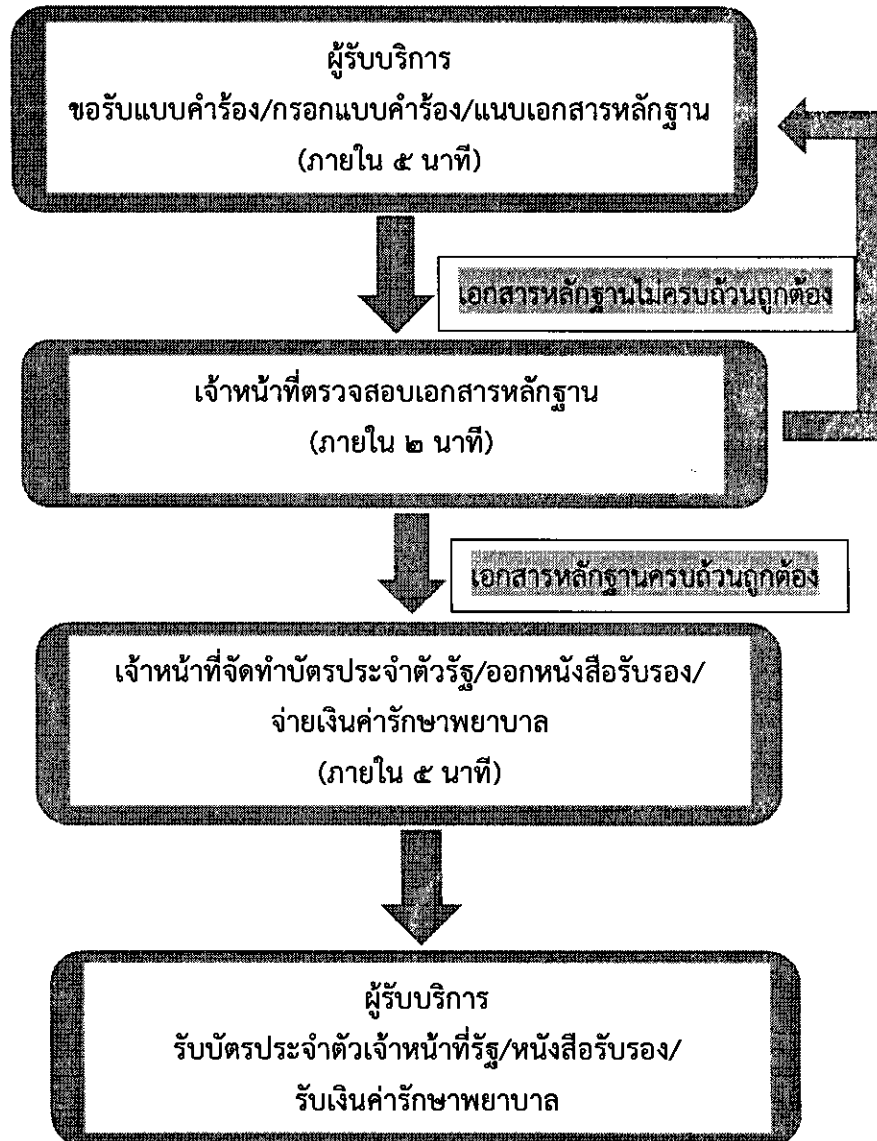 ผู้รับบริการ
ขอรับแบบคำร้อง/กรอกแบบคำร้อง/แนบเอกสารหลักฐาน
(ภายใน ๕ นาที)
เอกสารหลักฐานไม่ครบถ้วนถูกต้อง
เจ้าหน้าที่ตรวจสอบเอกสารหลักฐาน
(ภายใน ๒ นาที)
เอกสารหลักฐานครบถ้วนถูกต้อง
เจ้าหน้าที่จัดทำบัตรประจำตัวรัฐ/ออกหนังสือรับรอง/
จ่ายเงินค่ารักษาพยาบาล
(ภายใน ๕ นาที)
ผู้รับบริการ
รับบัตรประจำตัวเจ้าหน้าที่รัฐ/หนังสือรับรอง/
รับเงินค่ารักษาพยาบาล